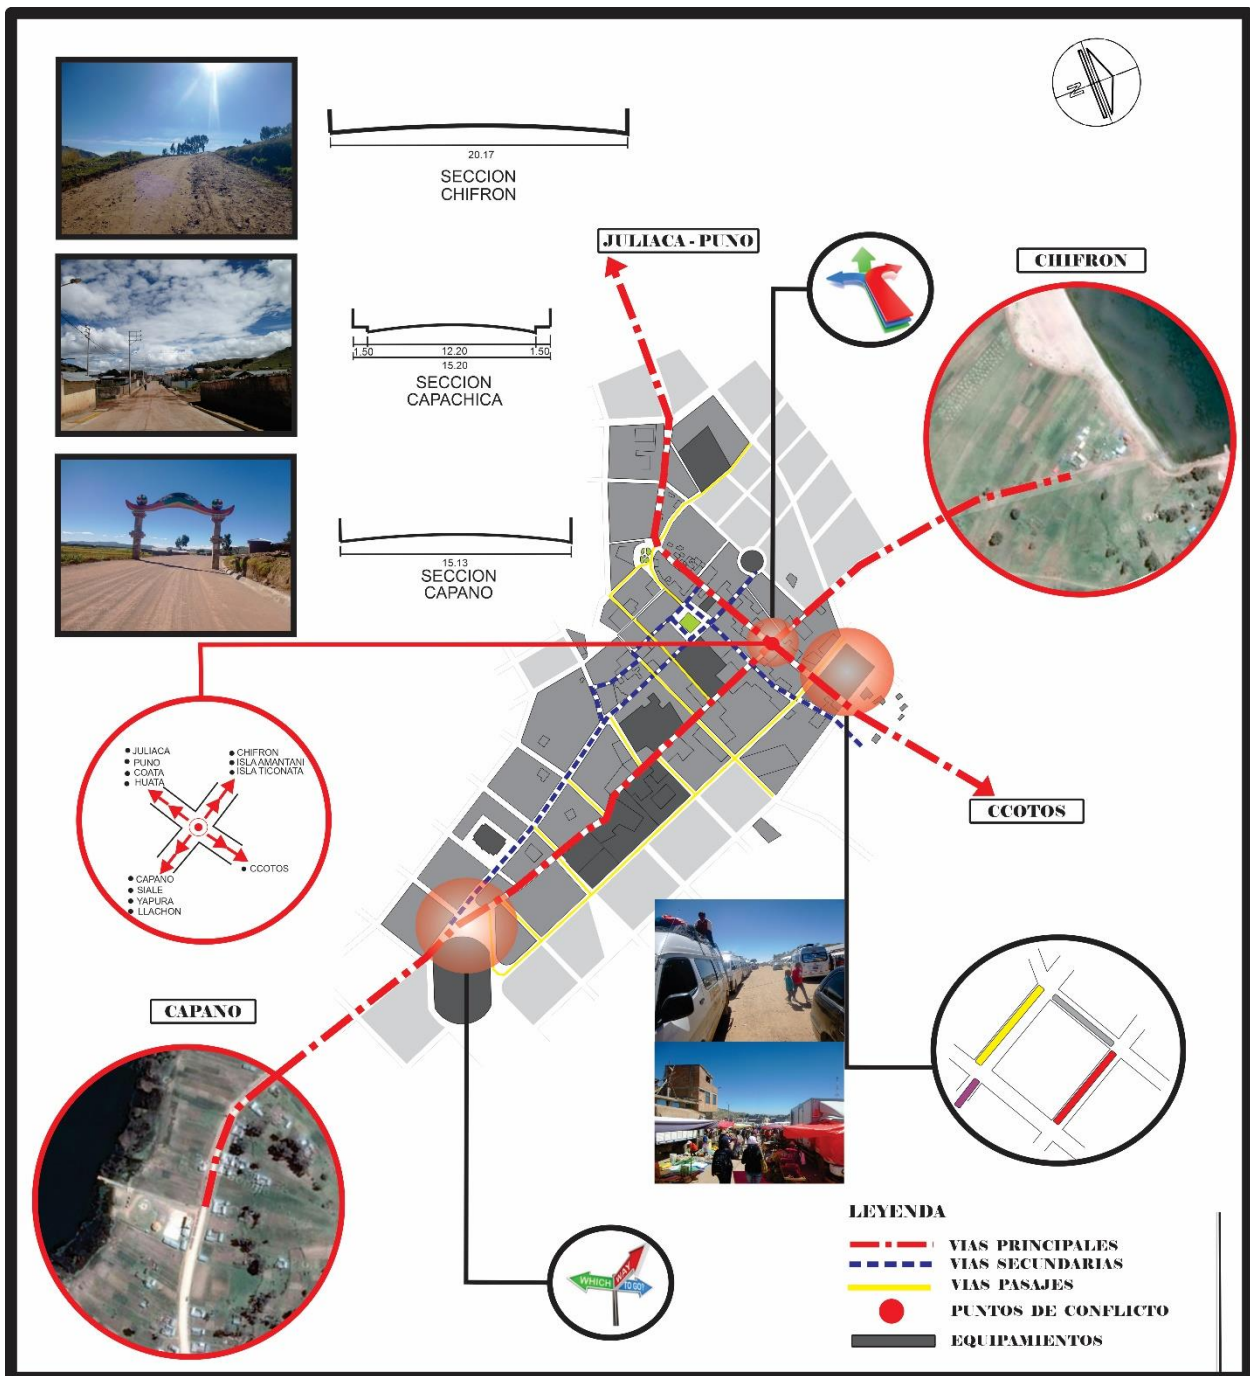 N
20.17
SECCION
CHIFRON
JULIACA - PUNO
CHIFRON
1.50 12.20 1.50
15.20
SECCION
CAPACHICA
15.13
SECCION
CAPANO
JULIACA
PUNO
COATA
HUATA
CHIFRON
ISLA AMANTANI
ISLA TICONATA
CCOTOS
CAPANO
SIALE
YAPURA
LLACHON
CCOTOS
CAPANO
WHICH
WAY
TO GO?
LEYENDA
VIAS PRINCIPALES
VIAS SECUNDARIAS
VIAS PASAJES
PUNTOS DE CONFLICTO
EQUIPAMIENTOS